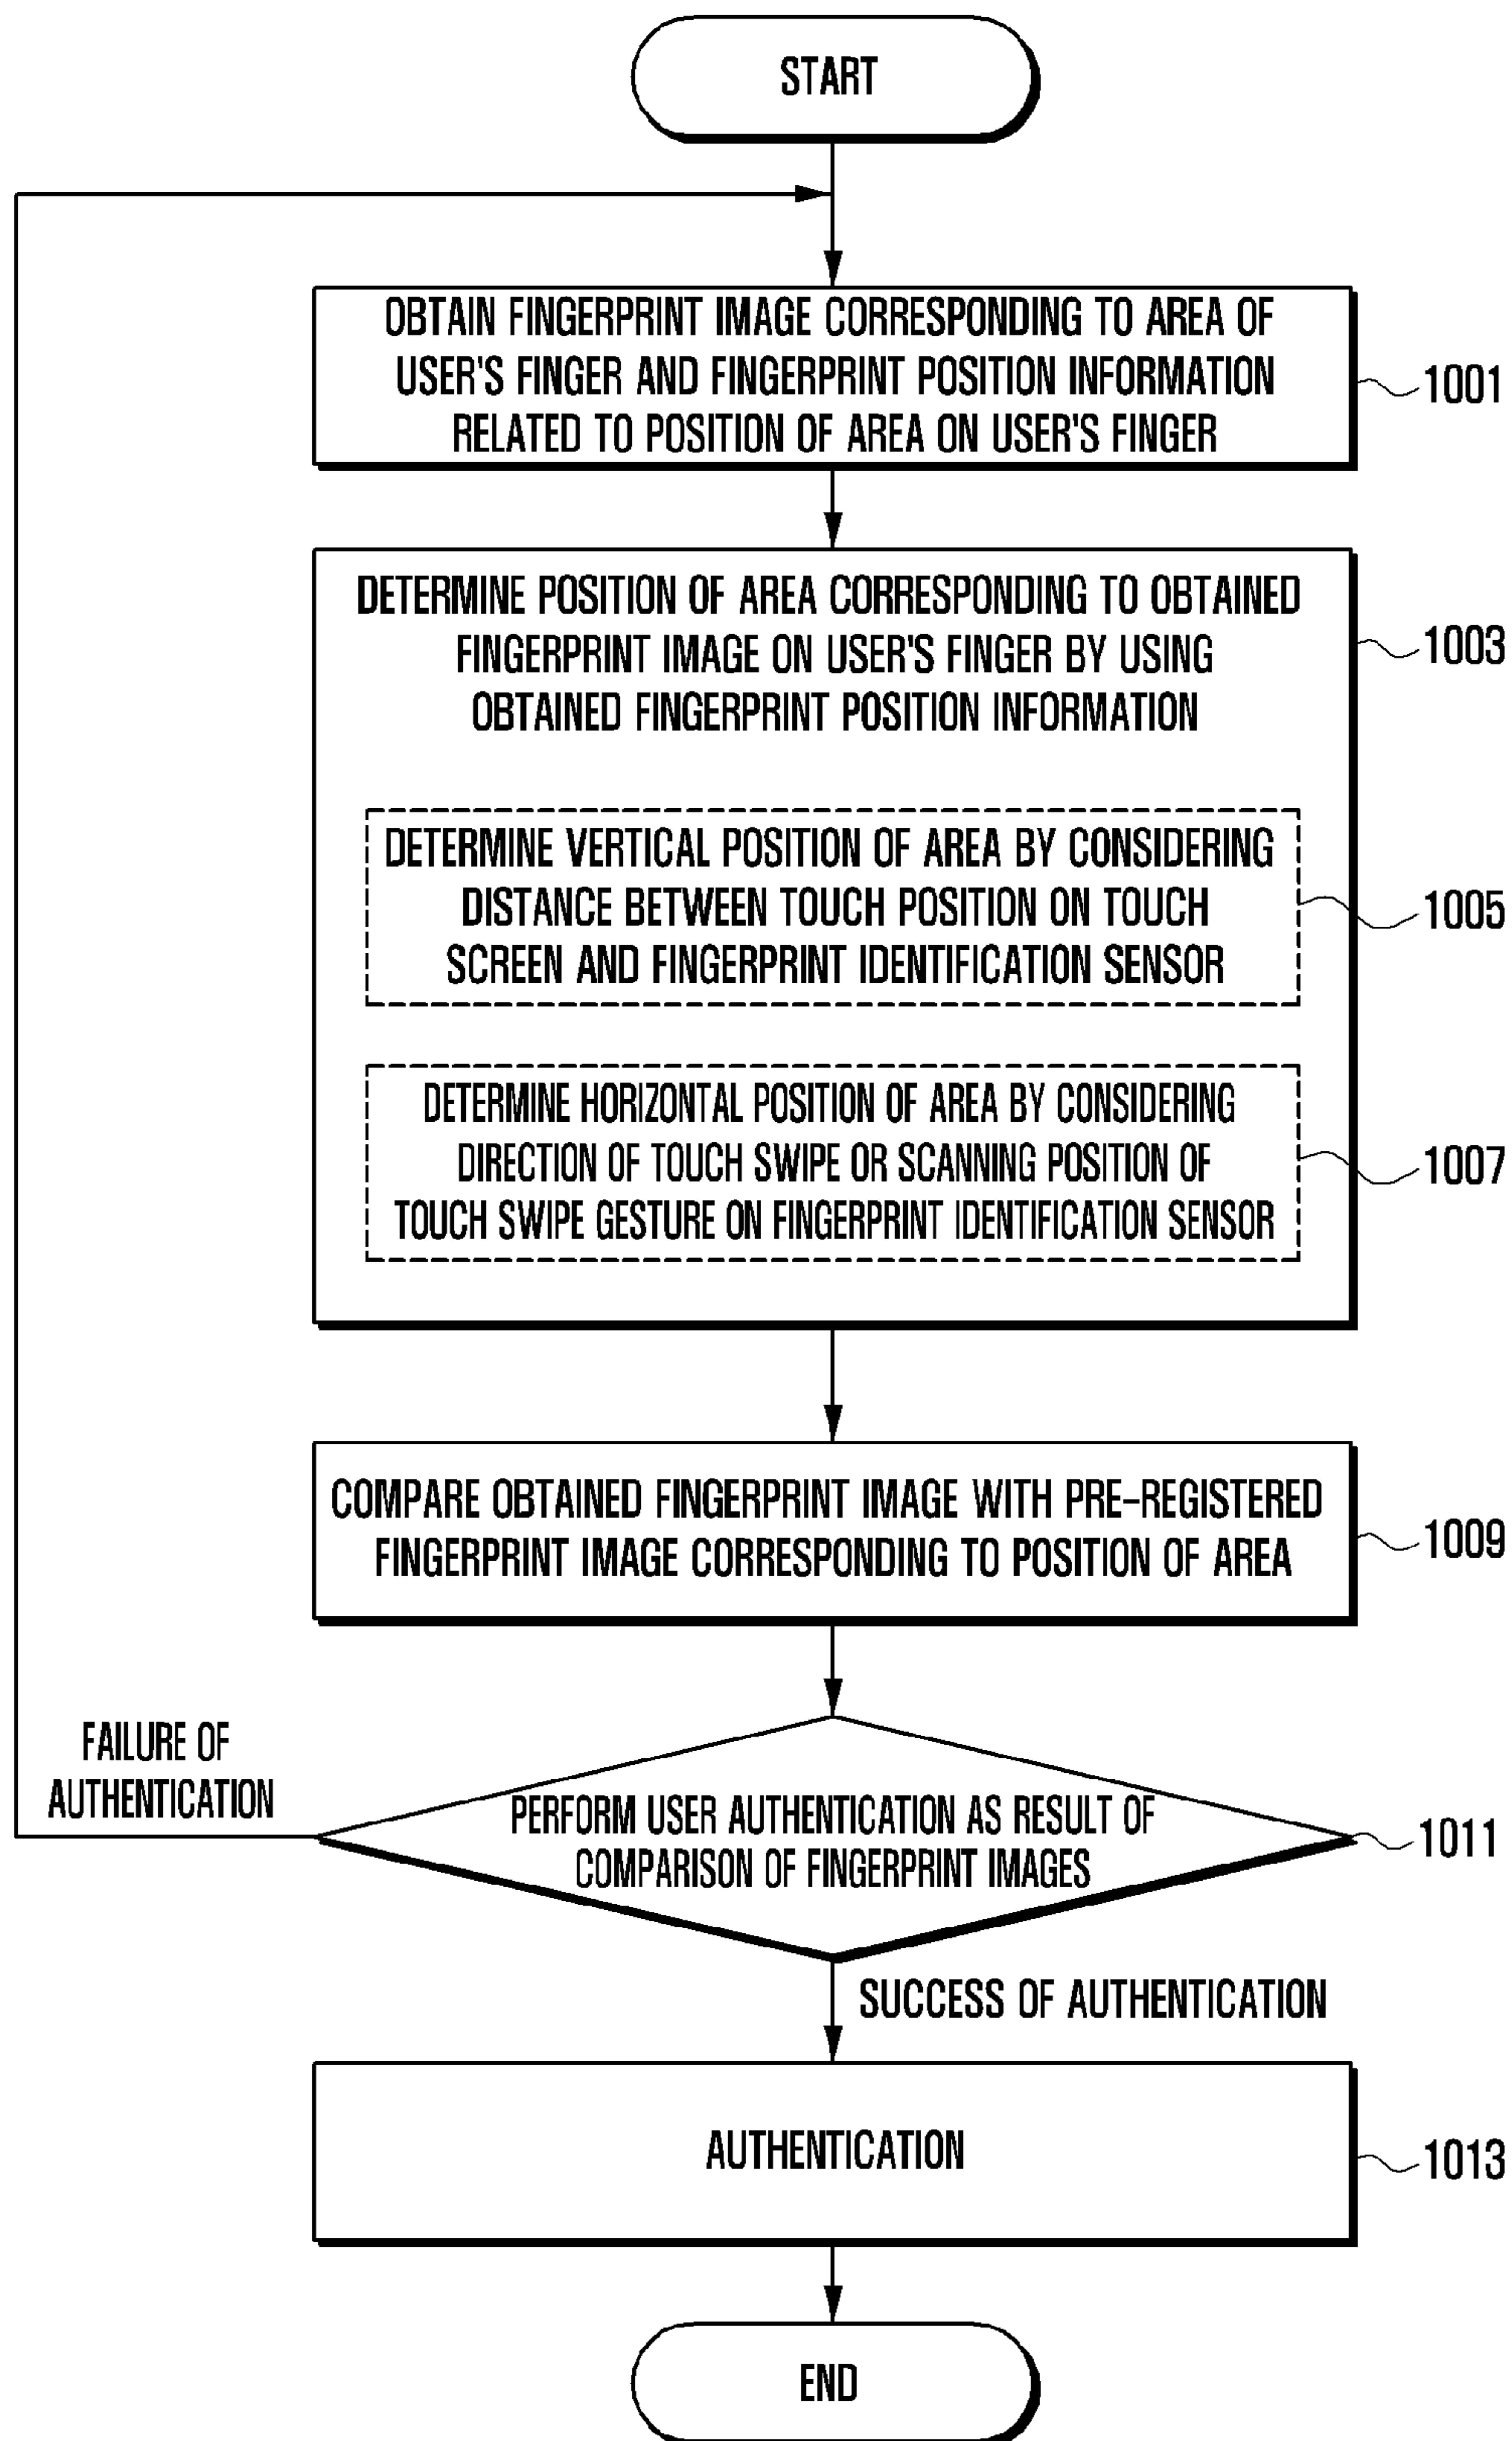 START
OBTAIN FINGERPRINT IMAGE CORRESPONDING TO AREA OF
USER'S FINGER AND FINGERPRINT POSITION INFORMATION
RELATED TO POSITION OF AREA ON USER'S FINGER
1001
DETERMINE POSITION OF AREA CORRESPONDING TO OBTAINED
FINGERPRINT IMAGE ON USER'S FINGER BY USING
OBTAINED FINGERPRINT POSITION INFORMATION
1003
DETERMINE VERTICAL POSITION OF AREA BY CONSIDERING
DISTANCE BETWEEN TOUCH POSITION ON TOUCH
SCREEN AND FINGERPRINT IDENTIFICATION SENSOR
1005
DETERMINE HORIZONTAL POSITION OF AREA BY CONSIDERING
DIRECTION OF TOUCH SWIPE OR SCANNING POSITION OF
TOUCH SWIPE GESTURE ON FINGERPRINT IDENTIFICATION SENSOR
1007
COMPARE OBTAINED FINGERPRINT IMAGE WITH PRE-REGISTERED
FINGERPRINT IMAGE CORRESPONDING TO POSITION OF AREA
1009
FAILURE OF
AUTHENTICATION
PERFORM USER AUTHENTICATION AS RESULT OF
COMPARISON OF FINGERPRINT IMAGES
1011
SUCCESS OF AUTHENTICATION
AUTHENTICATION
1013
END